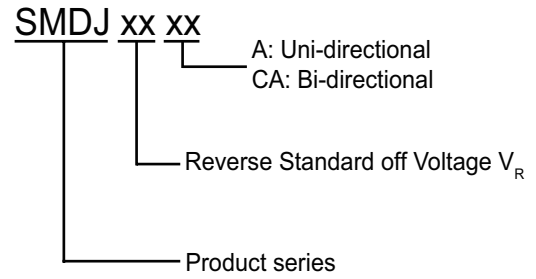 SMDJ xx xx
A: Uni-directional
CA: Bi-directional
Reverse Standard off Voltage VR
Product series